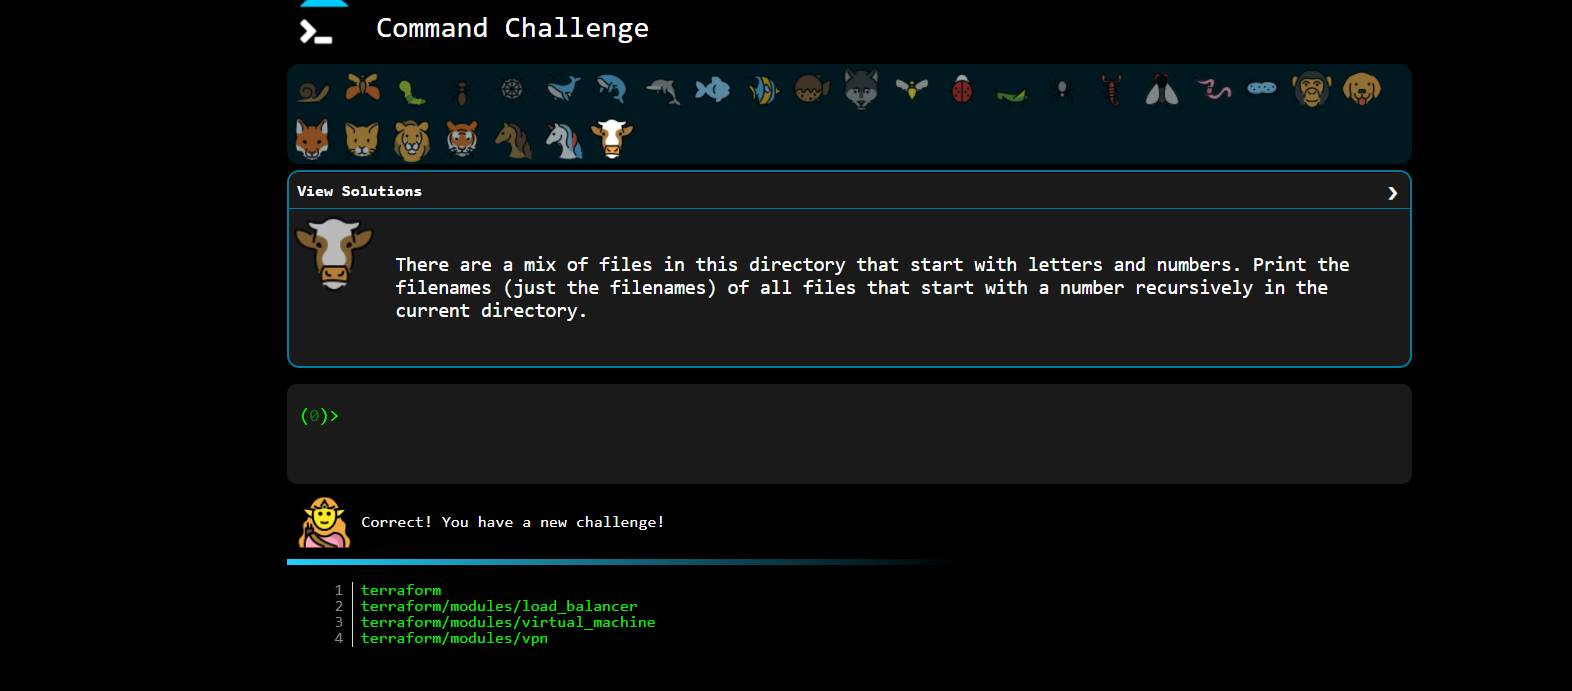 Command Challenge
View Solutions
There are a mix of files in this directory that start with letters and numbers. Print the
filenames (just the filenames) of all files that start with a number recursively in the
current directory.
(0)>
Correct! You have a new challenge!
1 terraform
2 terraform/modules/load_balancer
3 terraform/modules/virtual_machine
4 terraform/modules/vpn